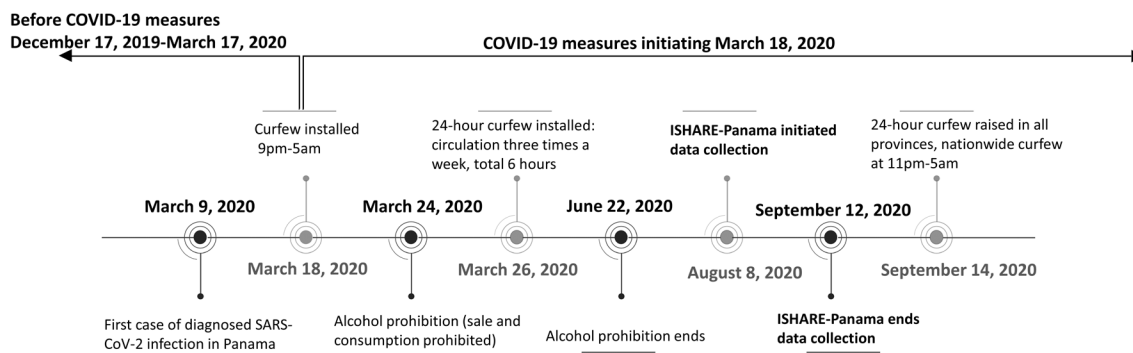 Before COVID-19 measures
December 17, 2019-March 17, 2020
COVID-19 measures initiating March 18, 2020
Curfew installed
9pm-5am
24-hour curfew installed:
circulation three times a
week, total 6 hours
ISHARE-Panama initiated
data collection
24-hour curfew raised in all
provinces, nationwide curfew
at 11pm-5am
March 9, 2020
March 24, 2020
June 22, 2020
September 12, 2020
March 18, 2020
March 26, 2020
August 8, 2020
September 14, 2020
First case of diagnosed SARS-
CoV-2 infection in Panama
Alcohol prohibition (sale and
consumption prohibited)
Alcohol prohibition ends
ISHARE-Panama ends
data collection